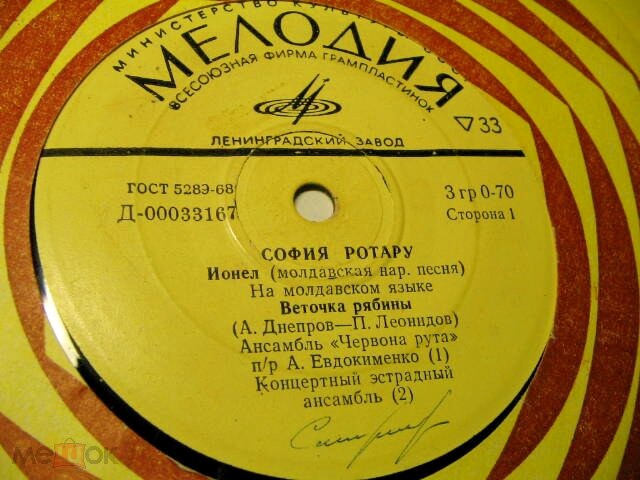 МИНИСТЕРСТВО КУЛЬТУРЫ
МЕЛОДИЯ
ВСЕСОЮЗНАЯ ФИРМА ГРАМПЛАСТИНОК
ЛЕНИНГРАДСКИЙ ЗАВОД
▽33
ГОСТ 5289-68
3 гр 0-70
Д-00033167
Сторона 1
СОФИЯ РОТАРУ
Ионел (молдавская нар. песня)
На молдавском языке
Веточка рябины
(А. Днепров—П. Леонидов)
Ансамбль «Червона рута»
п/р А. Евдокименко (1)
Концертный эстрадный
ансамбль (2)
мешок